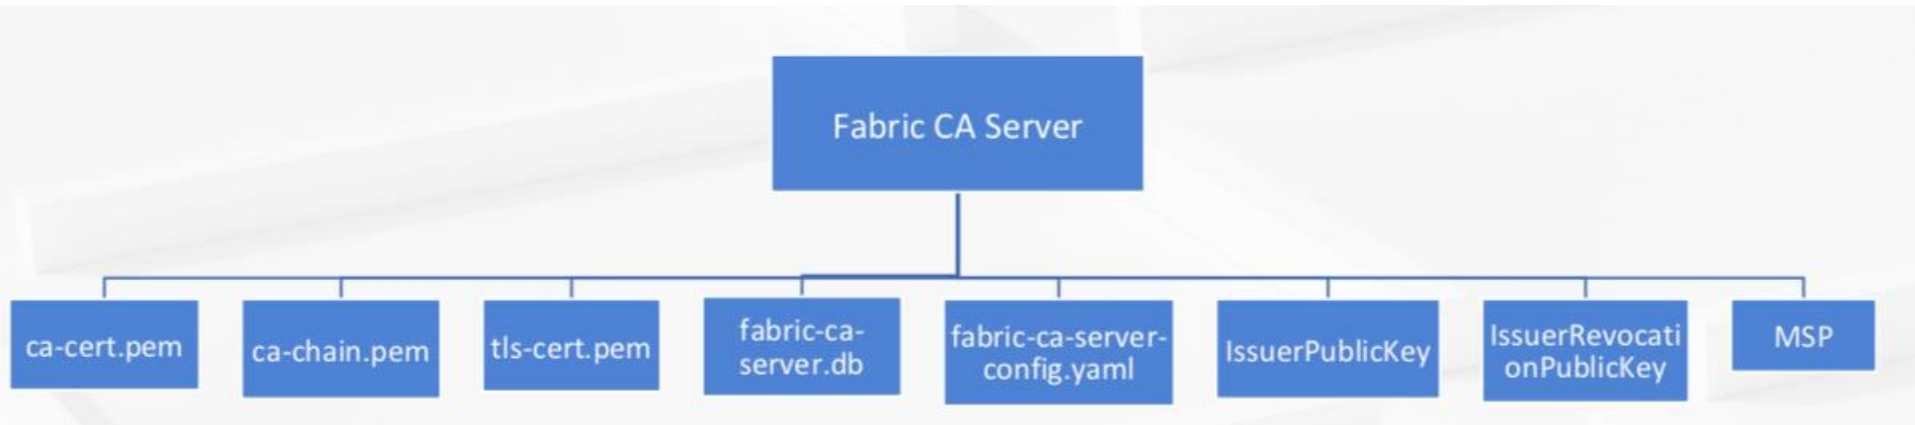 Fabric CA Server
ca-cert.pem
ca-chain.pem
tls-cert.pem
fabric-ca-
server.db
fabric-ca-server-
config.yaml
IssuerPublicKey
IssuerRevocati
onPublicKey
MSP